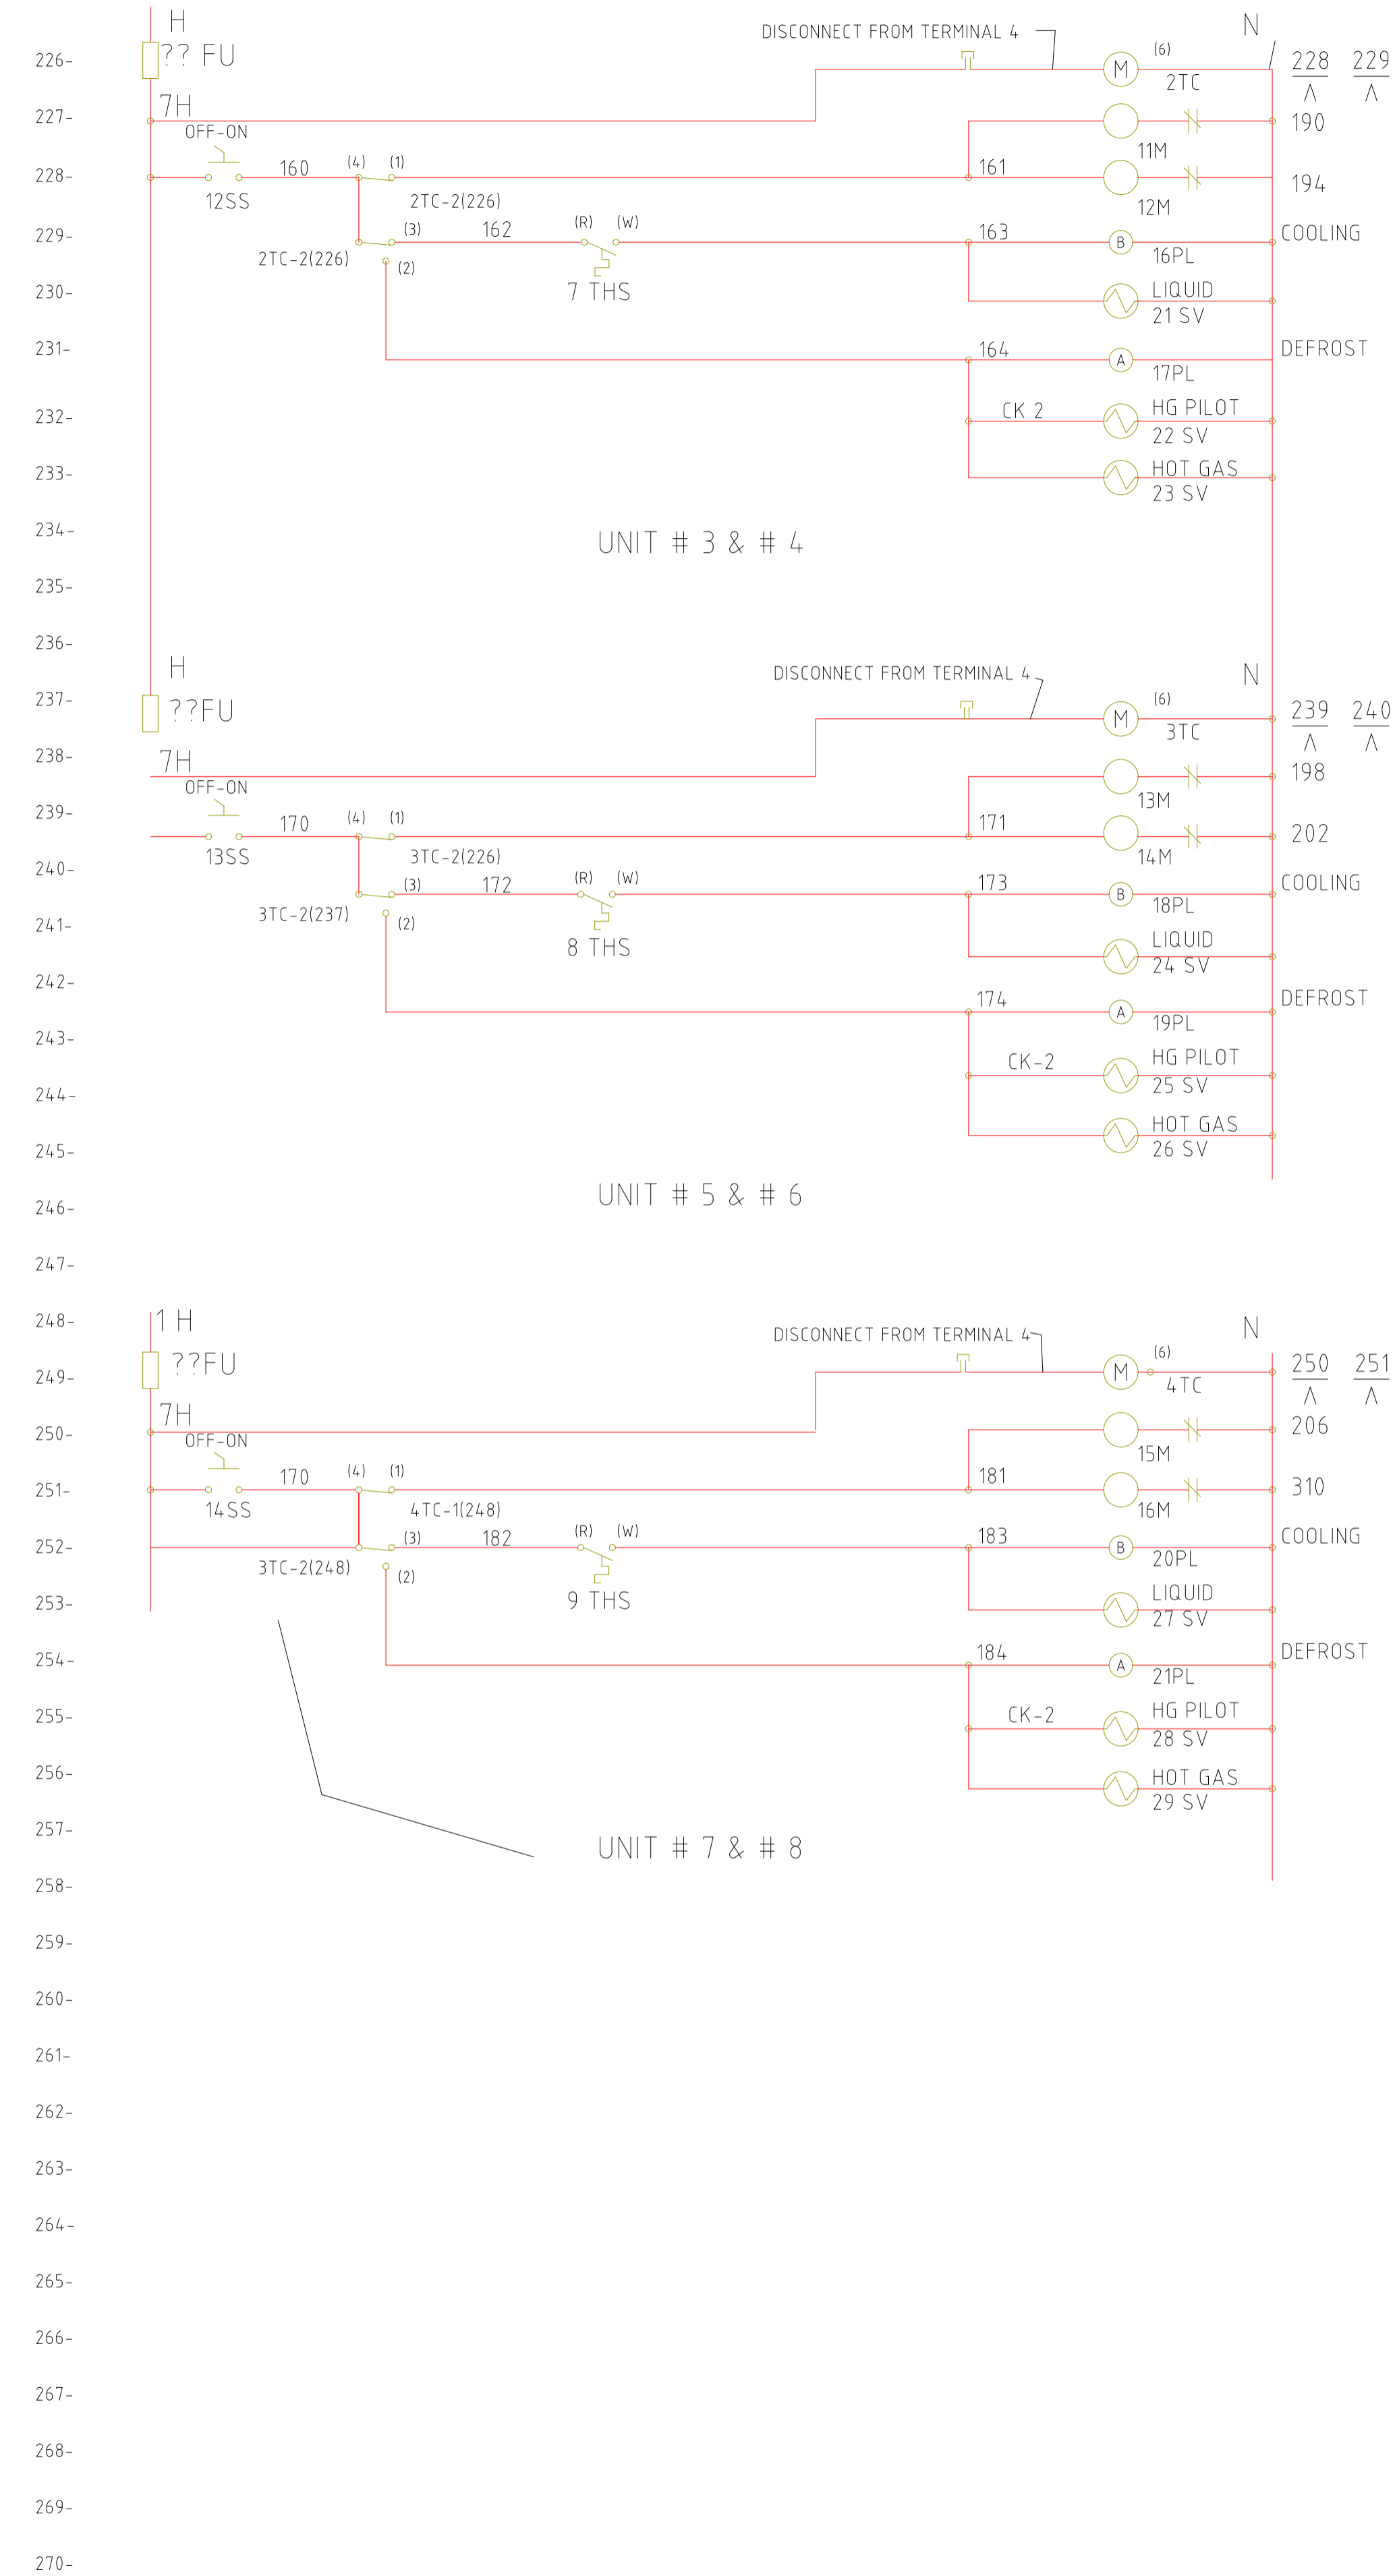 H
DISCONNECT FROM TERMINAL 4
N
226-
?? FU
M
(6)
2TC
228 229
Λ Λ
7H
227-
OFF-ON
11M
190
228-
12SS
160
(4) (1)
2TC-2(226)
161
12M
194
229-
2TC-2(226)
(3)
162
(2)
(R) (W)
7 THS
163
B
16PL
COOLING
230-
LIQUID
21 SV
231-
164
A
17PL
DEFROST
232-
CK 2
HG PILOT
22 SV
233-
HOT GAS
23 SV
234-
UNIT # 3 & # 4
235-
236-
H
DISCONNECT FROM TERMINAL 4
N
237-
??FU
M
(6)
3TC
239 240
Λ Λ
238-
7H
OFF-ON
13M
198
239-
13SS
170
(4) (1)
3TC-2(226)
171
14M
202
240-
3TC-2(237)
(3)
172
(2)
(R) (W)
8 THS
173
B
18PL
COOLING
241-
LIQUID
24 SV
242-
174
A
19PL
DEFROST
243-
CK-2
HG PILOT
25 SV
244-
HOT GAS
26 SV
245-
UNIT # 5 & # 6
246-
247-
248-
1 H
DISCONNECT FROM TERMINAL 4
N
249-
??FU
M
(6)
4TC
250 251
Λ Λ
7H
250-
OFF-ON
15M
206
251-
14SS
170
(4) (1)
4TC-1(248)
181
16M
310
252-
3TC-2(248)
(3)
182
(2)
(R) (W)
9 THS
183
B
20PL
COOLING
253-
LIQUID
27 SV
254-
184
A
21PL
DEFROST
255-
CK-2
HG PILOT
28 SV
256-
HOT GAS
29 SV
257-
UNIT # 7 & # 8
258-
259-
260-
261-
262-
263-
264-
265-
266-
267-
268-
269-
270-